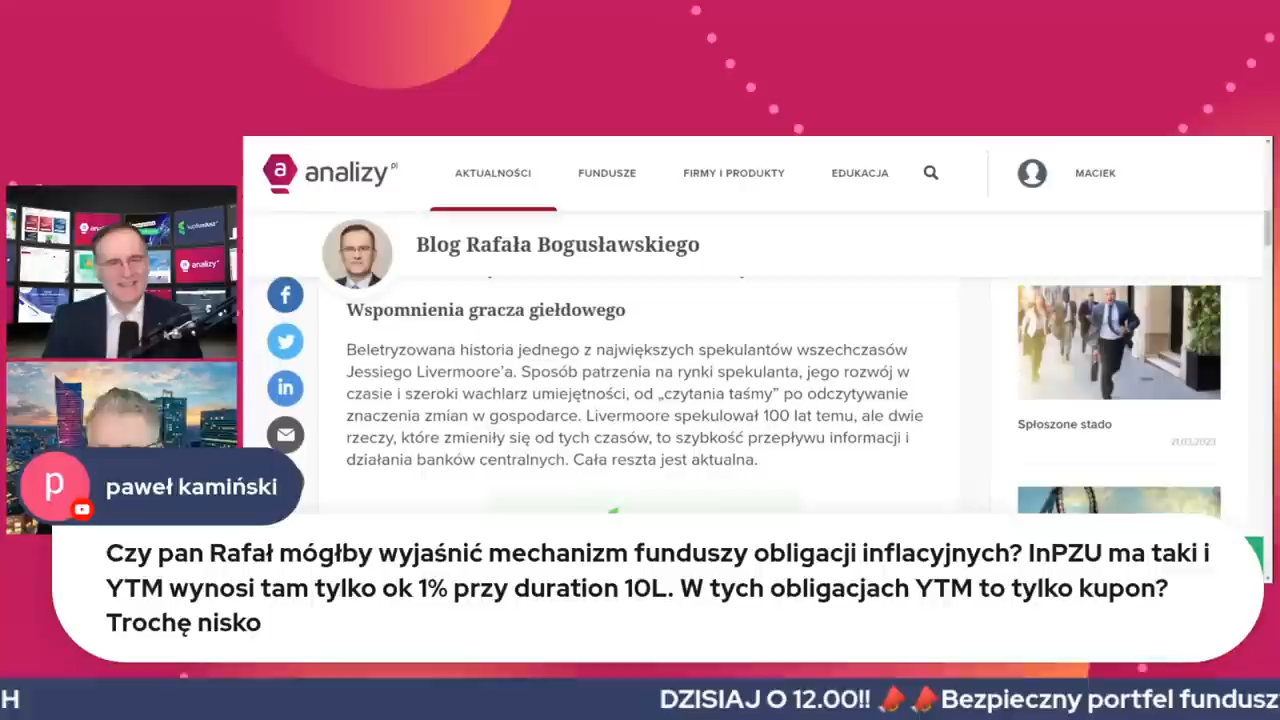 analizy.pl
AKTUALNOŚCI
FUNDUSZE
FIRMY I PRODUKTY
EDUKACJA
MACIEK
Blog Rafała Bogusławskiego
Wspomnienia gracza giełdowego
Beletryzowana historia jednego z największych spekulantów wszechczasów
Jessiego Livermoore'a. Sposób patrzenia na rynki spekulanta, jego rozwój w
czasie i szeroki wachlarz umiejętności, od „czytania taśmy” po odczytywanie
znaczenia zmian w gospodarce. Livermoore spekulował 100 lat temu, ale dwie
rzeczy, które zmieniły się od tych czasów, to szybkość przepływu informacji i
działania banków centralnych. Cała reszta jest aktualna.
Spłoszone stado
21.03.2023
p
paweł kamiński
Czy pan Rafał mógłby wyjaśnić mechanizm funduszy obligacji inflacyjnych? InPZU ma taki i
YTM wynosi tam tylko ok 1% przy duration 10L. W tych obligacjach YTM to tylko kupon?
Trochę nisko
H
DZISIAJ O 12.00!! 📣📣Bezpieczny portfel fundusz